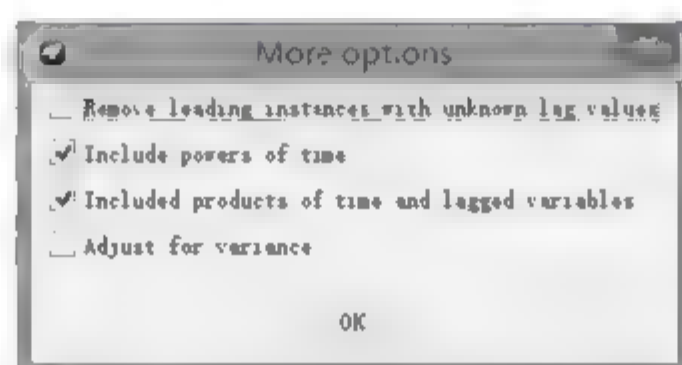 More options
Remove leading instances with unknown lag values
Include powers of time
Included products of time and lagged variables
Adjust for variance
OK